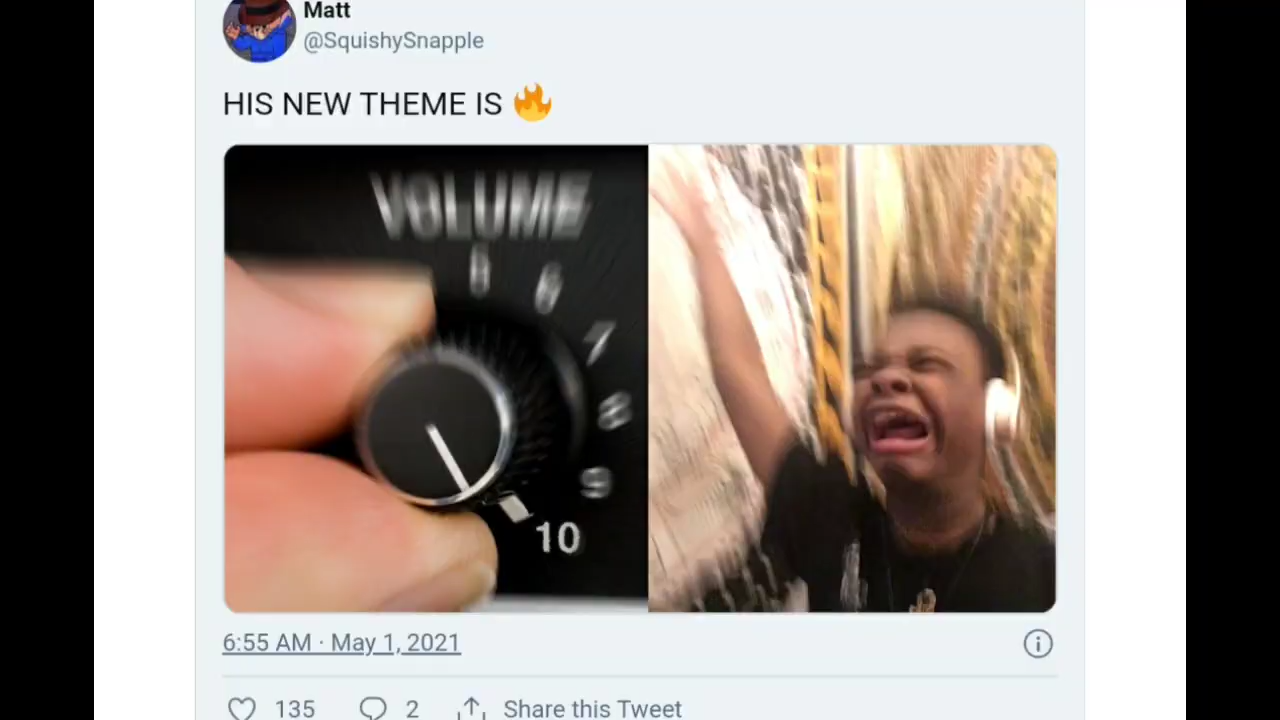 Matt
@SquishySnapple
HIS NEW THEME IS 🔥
VOLUME
6
7
8
9
10
6:55 AM · May 1, 2021
135
2
Share this Tweet